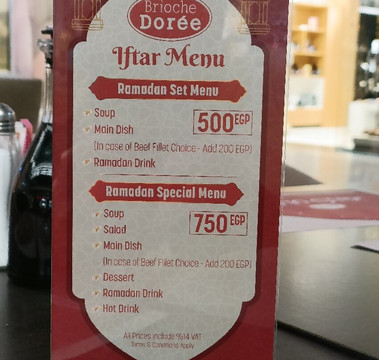 Brioche
Dorée
Iftar Menu
Ramadan Set Menu
Soup
Main Dish
500 EGP
(In case of Beef Fillet Choice - Add 200 EGP)
Ramadan Drink
Ramadan Special Menu
Soup
Salad
Main Dish
750 EGP
(In case of Beef Fillet Choice - Add 200 EGP)
Dessert
Ramadan Drink
Hot Drink
All Prices include %14 VAT
Terms & Conditions Apply